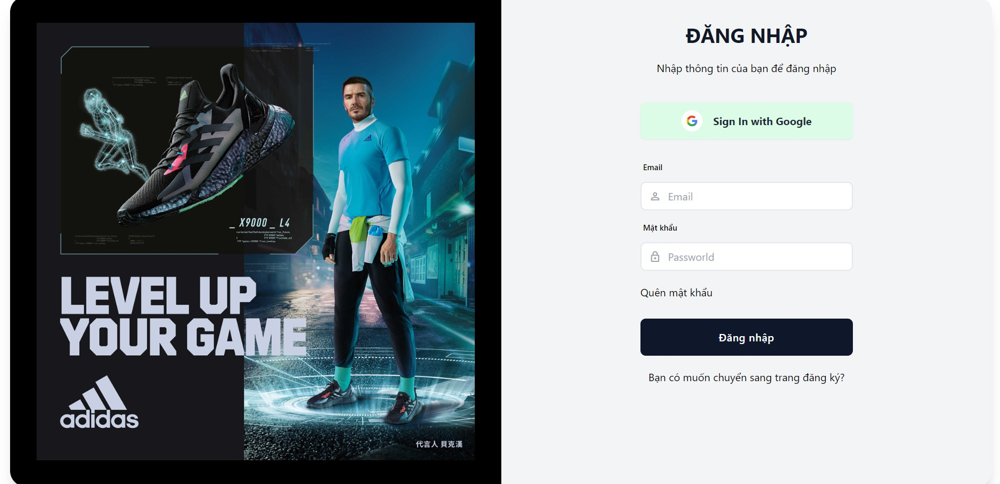 _ X9000 _ L4
LEVEL UP
YOUR GAME
adidas
代言人 貝克漢
ĐĂNG NHẬP
Nhập thông tin của bạn để đăng nhập
Sign In with Google
Email
Email
Mật khẩu
Passworld
Quên mật khẩu
Đăng nhập
Bạn có muốn chuyển sang trang đăng ký?